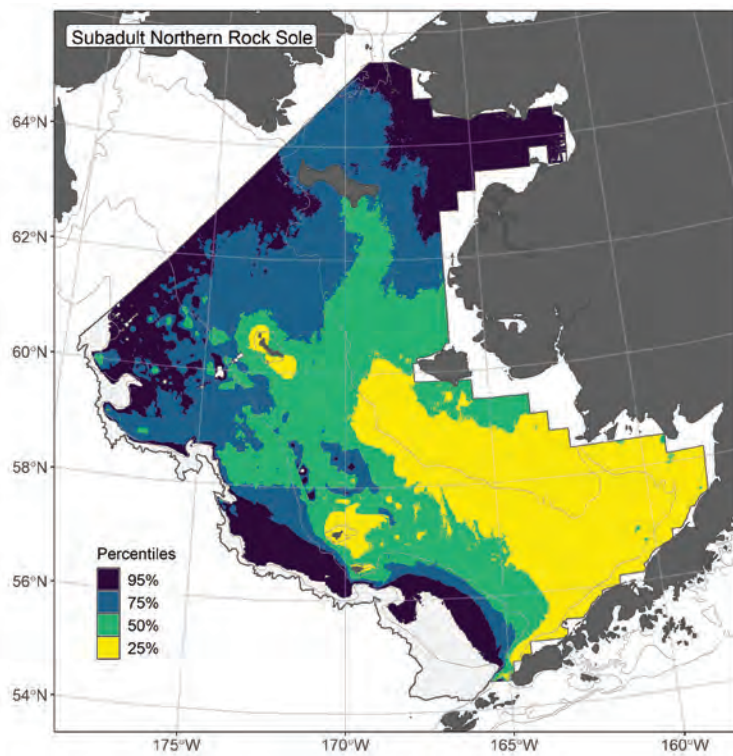 Subadult Northern Rock Sole
64°N
62°N
60°N
58°N
56°N
54°N
Percentiles
95%
75%
50%
25%
175°W
170°W
165°W
160°W